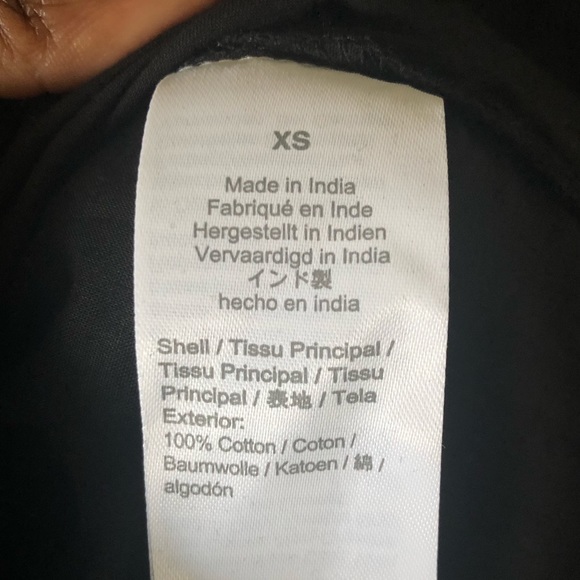 XS
Made in India
Fabriqué en Inde
Hergestellt in Indien
Vervaardigd in India
インド製
hecho en india
Shell / Tissu Principal /
Tissu Principal / Tissu
Principal / 表地 / Tela
Exterior:
100% Cotton / Coton /
Baumwolle / Katoen / 綿 /
algodón